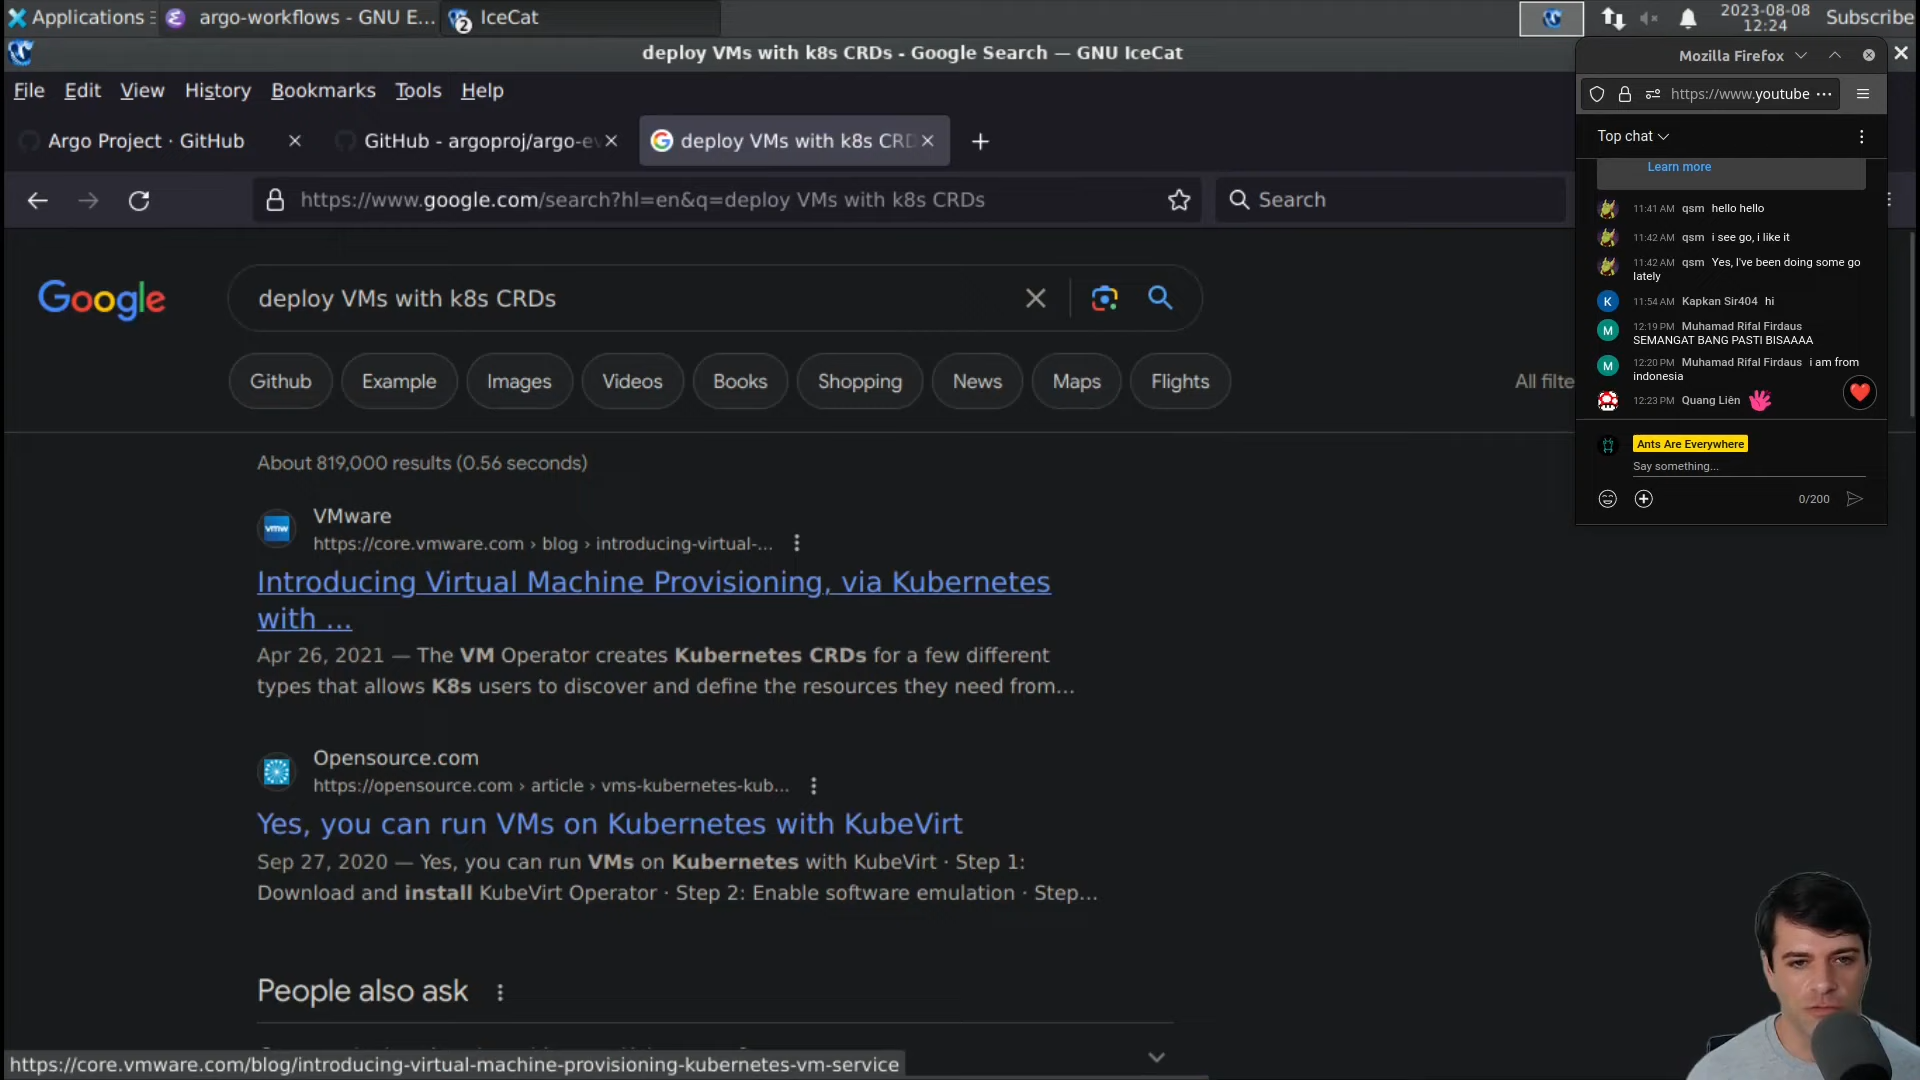 Applications
argo-workflows - GNU E...
2
IceCat
2023-08-08
12:24
Subscribe
deploy VMs with k8s CRDs - Google Search — GNU IceCat
File Edit View History Bookmarks Tools Help
Argo Project · GitHub
GitHub - argoproj/argo-ev
deploy VMs with k8s CRD
https://www.google.com/search?hl=en&q=deploy VMs with k8s CRDs
Search
Google
deploy VMs with k8s CRDs
Github
Example
Images
Videos
Books
Shopping
News
Maps
Flights
All filte
About 819,000 results (0.56 seconds)
vmw
VMware
https://core.vmware.com › blog › introducing-virtual-...
Introducing Virtual Machine Provisioning, via Kubernetes
with ...
Apr 26, 2021 — The VM Operator creates Kubernetes CRDs for a few different
types that allows K8s users to discover and define the resources they need from...
Opensource.com
https://opensource.com › article › vms-kubernetes-kub...
Yes, you can run VMs on Kubernetes with KubeVirt
Sep 27, 2020 — Yes, you can run VMs on Kubernetes with KubeVirt · Step 1:
Download and install KubeVirt Operator · Step 2: Enable software emulation · Step...
People also ask
https://core.vmware.com/blog/introducing-virtual-machine-provisioning-kubernetes-vm-service
Mozilla Firefox
https://www.youtube
Top chat
Learn more
11:41 AM qsm hello hello
11:42 AM qsm i see go, i like it
11:42 AM qsm Yes, I've been doing some go
lately
K
11:54 AM Kapkan Sir404 hi
M
12:19 PM Muhamad Rifal Firdaus
SEMANGAT BANG PASTI BISAAAA
M
12:20 PM Muhamad Rifal Firdaus i am from
indonesia
12:23 PM Quang Liên
Ants Are Everywhere
Say something...
0/200